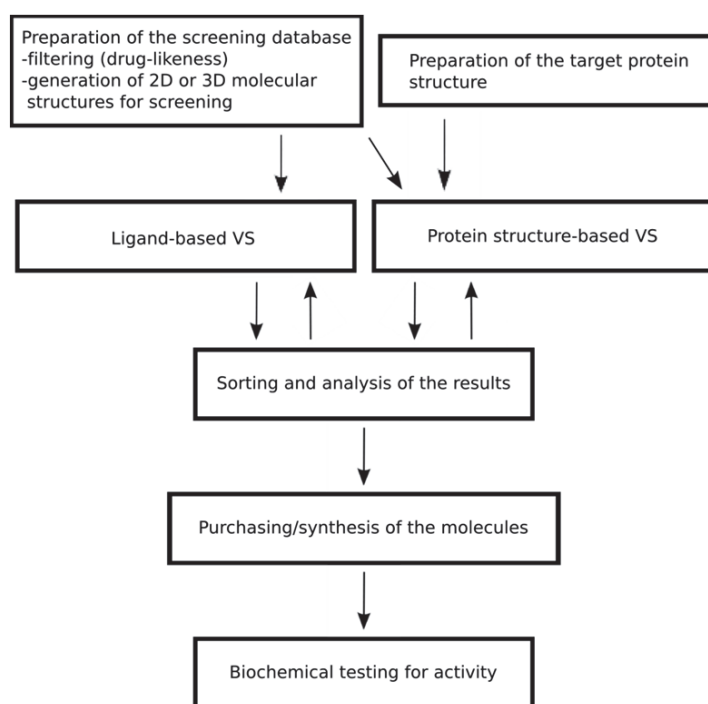 Preparation of the screening database
-filtering (drug-likeness)
-generation of 2D or 3D molecular
structures for screening
Preparation of the target protein
structure
Ligand-based VS
Protein structure-based VS
Sorting and analysis of the results
Purchasing/synthesis of the molecules
Biochemical testing for activity